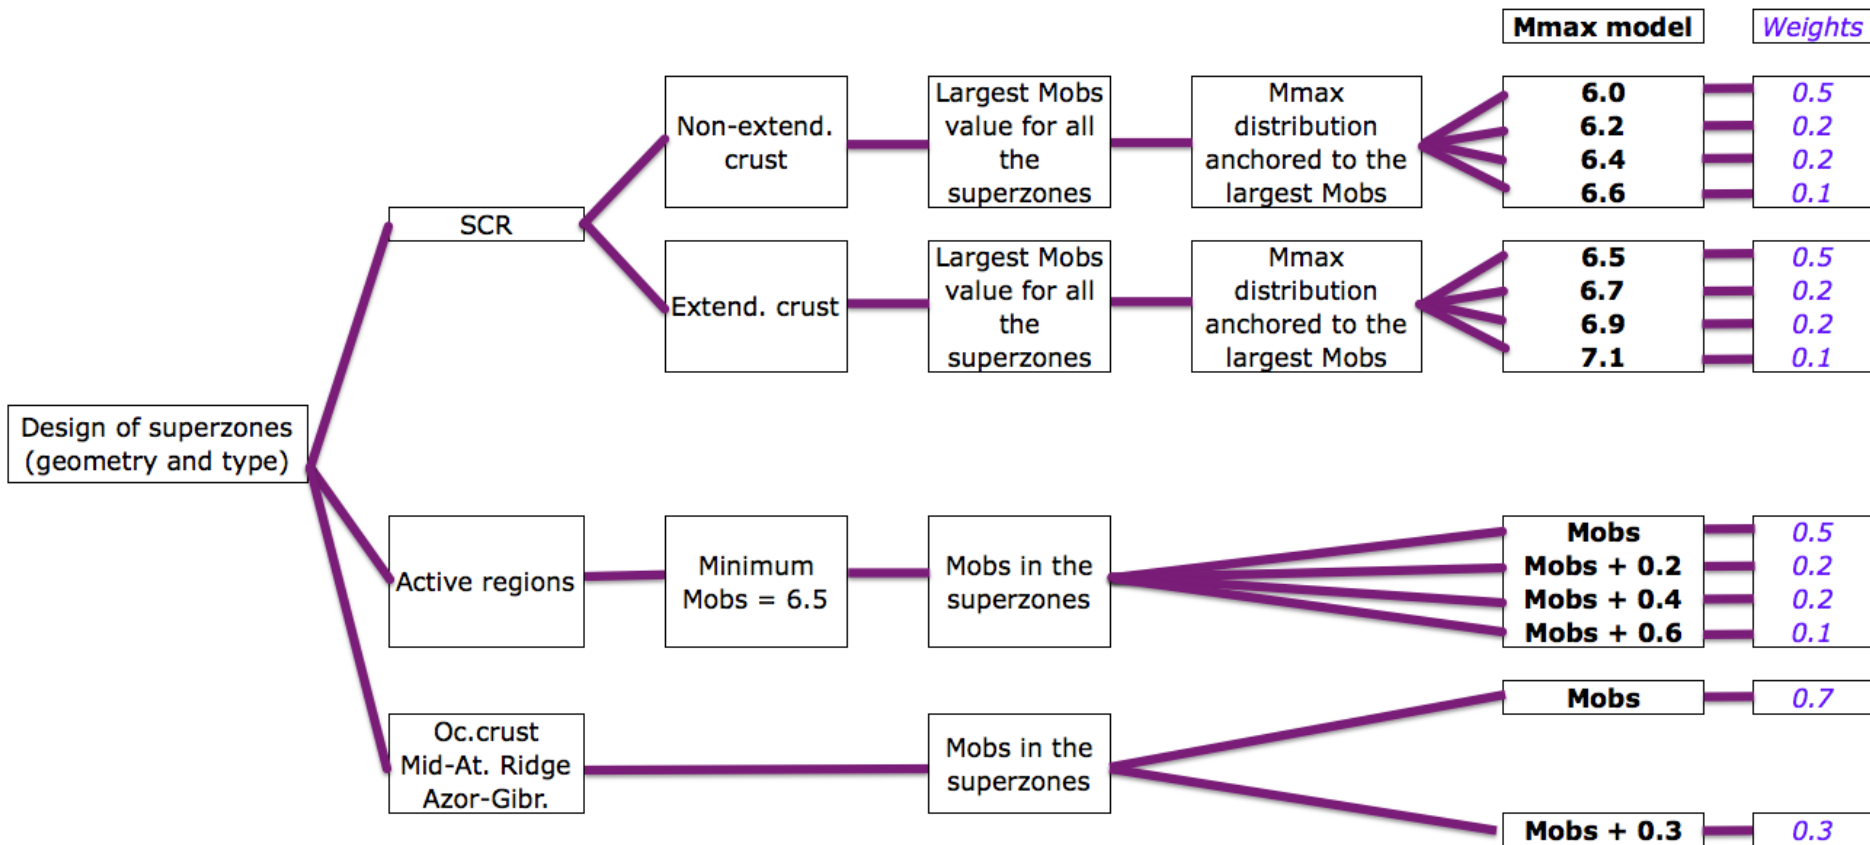 Mmax model
Weights
Non-extend.
crust
Largest Mobs
value for all
the
superzones
Mmax
distribution
anchored to the
largest Mobs
6.0
6.2
6.4
6.6
0.5
0.2
0.2
0.1
SCR
Extend. crust
Largest Mobs
value for all
the
superzones
Mmax
distribution
anchored to the
largest Mobs
6.5
6.7
6.9
7.1
0.5
0.2
0.2
0.1
Design of superzones
(geometry and type)
Active regions
Minimum
Mobs = 6.5
Mobs in the
superzones
Mobs
Mobs + 0.2
Mobs + 0.4
Mobs + 0.6
0.5
0.2
0.2
0.1
Oc.crust
Mid-At. Ridge
Azor-Gibr.
Mobs in the
superzones
Mobs
0.7
Mobs + 0.3
0.3